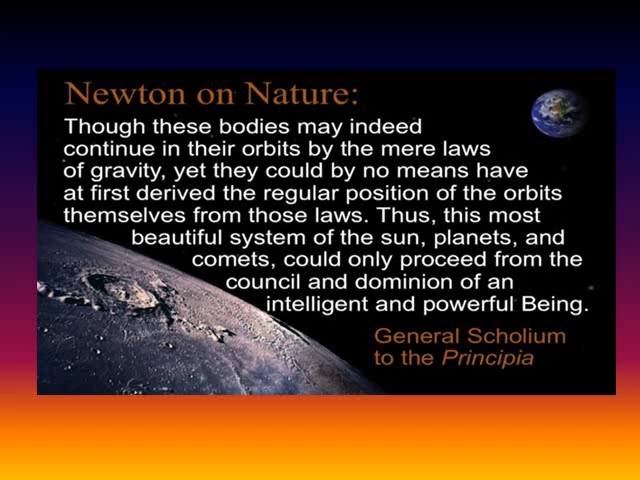 Newton on Nature:
Though these bodies may indeed
continue in their orbits by the mere laws
of gravity, yet they could by no means have
at first derived the regular position of the orbits
themselves from those laws. Thus, this most
beautiful system of the sun, planets, and
comets, could only proceed from the
council and dominion of an
intelligent and powerful Being.
General Scholium
to the Principia